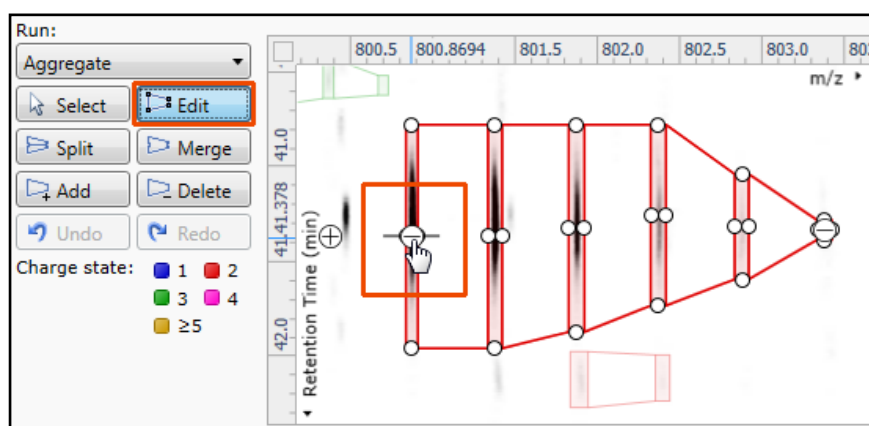 Run:
Aggregate
Select
Edit
Split
Merge
Add
Delete
Undo
Redo
Charge state:
1
2
3
4
≥5
800.5
800.8694
801.5
802.0
802.5
803.0
803
m/z
41.0
41.378
42.0
Retention Time (min)